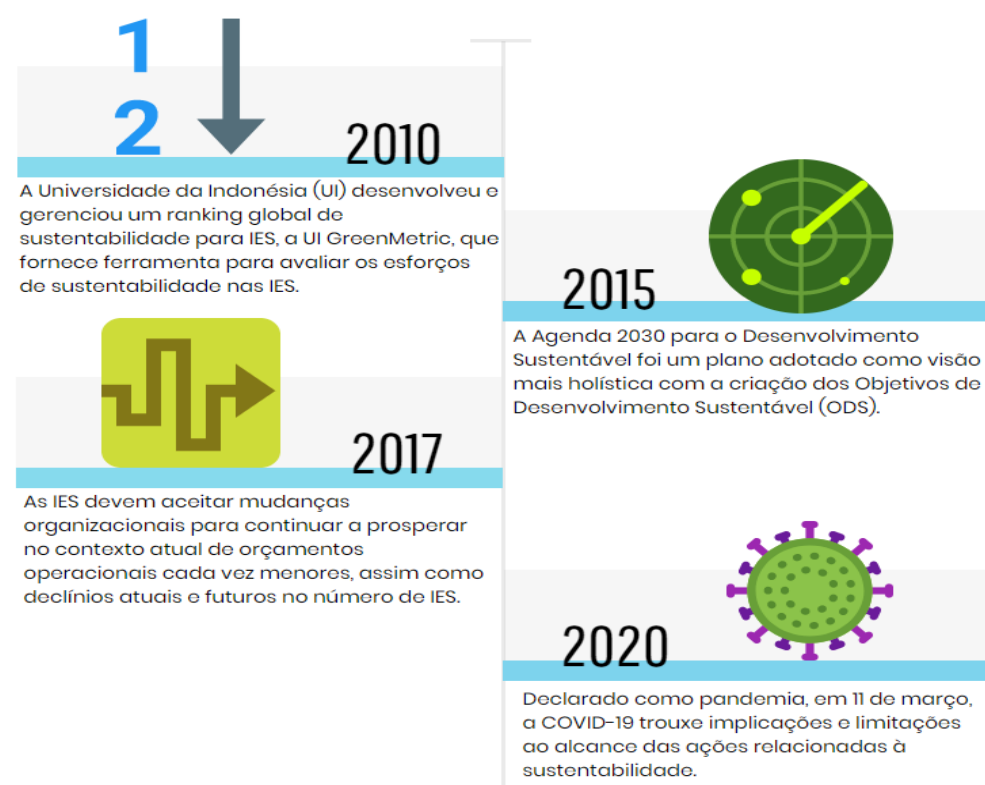 1
2
2010
A Universidade da Indonésia (UI) desenvolveu e
gerenciou um ranking global de
sustentabilidade para IES, a UI GreenMetric, que
fornece ferramenta para avaliar os esforços
de sustentabilidade nas IES.
2015
A Agenda 2030 para o Desenvolvimento
Sustentável foi um plano adotado como visão
mais holística com a criação dos Objetivos de
Desenvolvimento Sustentável (ODS).
2017
As IES devem aceitar mudanças
organizacionais para continuar a prosperar
no contexto atual de orçamentos
operacionais cada vez menores, assim como
declínios atuais e futuros no número de IES.
2020
Declarado como pandemia, em 11 de março,
a COVID-19 trouxe implicações e limitações
ao alcance das ações relacionadas à
sustentabilidade.